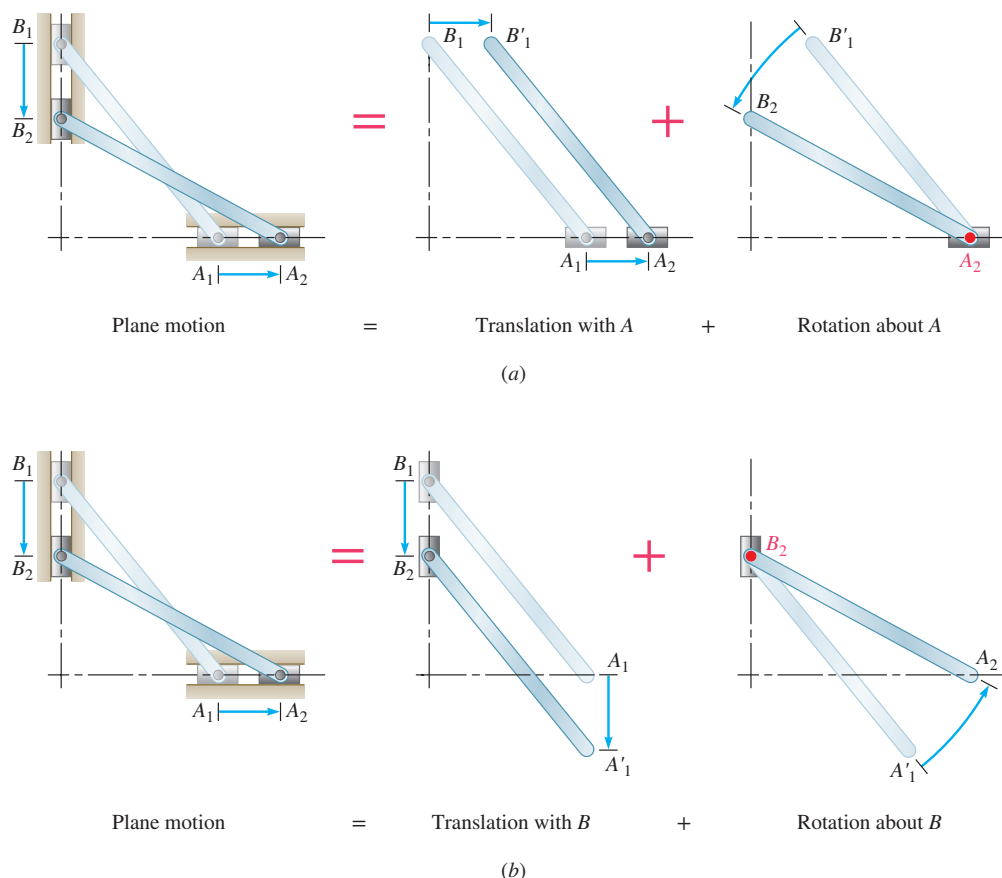 B1 B1 B'1 B'1
B2 B2
= +
A1 A2 A1 A2 A2
Plane motion = Translation with A + Rotation about A
(a)
B1 B1
B2 B2 B2
= +
A1 A2
A1 A2
A'1 A'1
Plane motion = Translation with B + Rotation about B
(b)